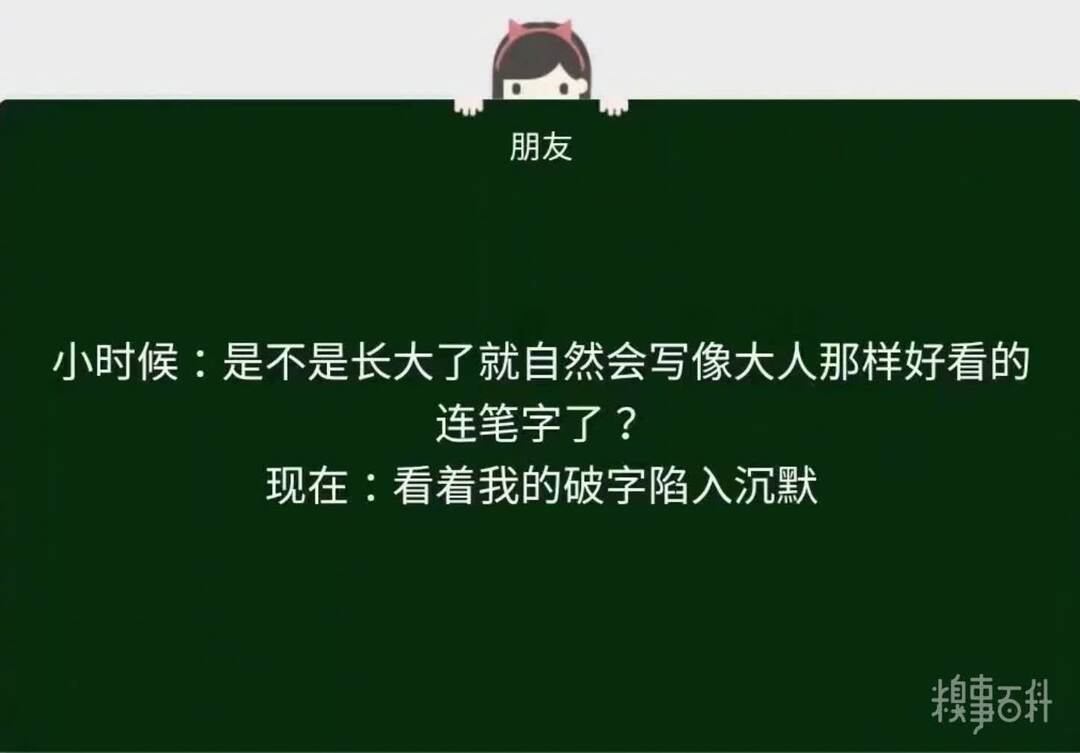 朋友
小时候：是不是长大了就自然会写像大人那样好看的
连笔字了？
现在：看着我的破字陷入沉默
糗事百科